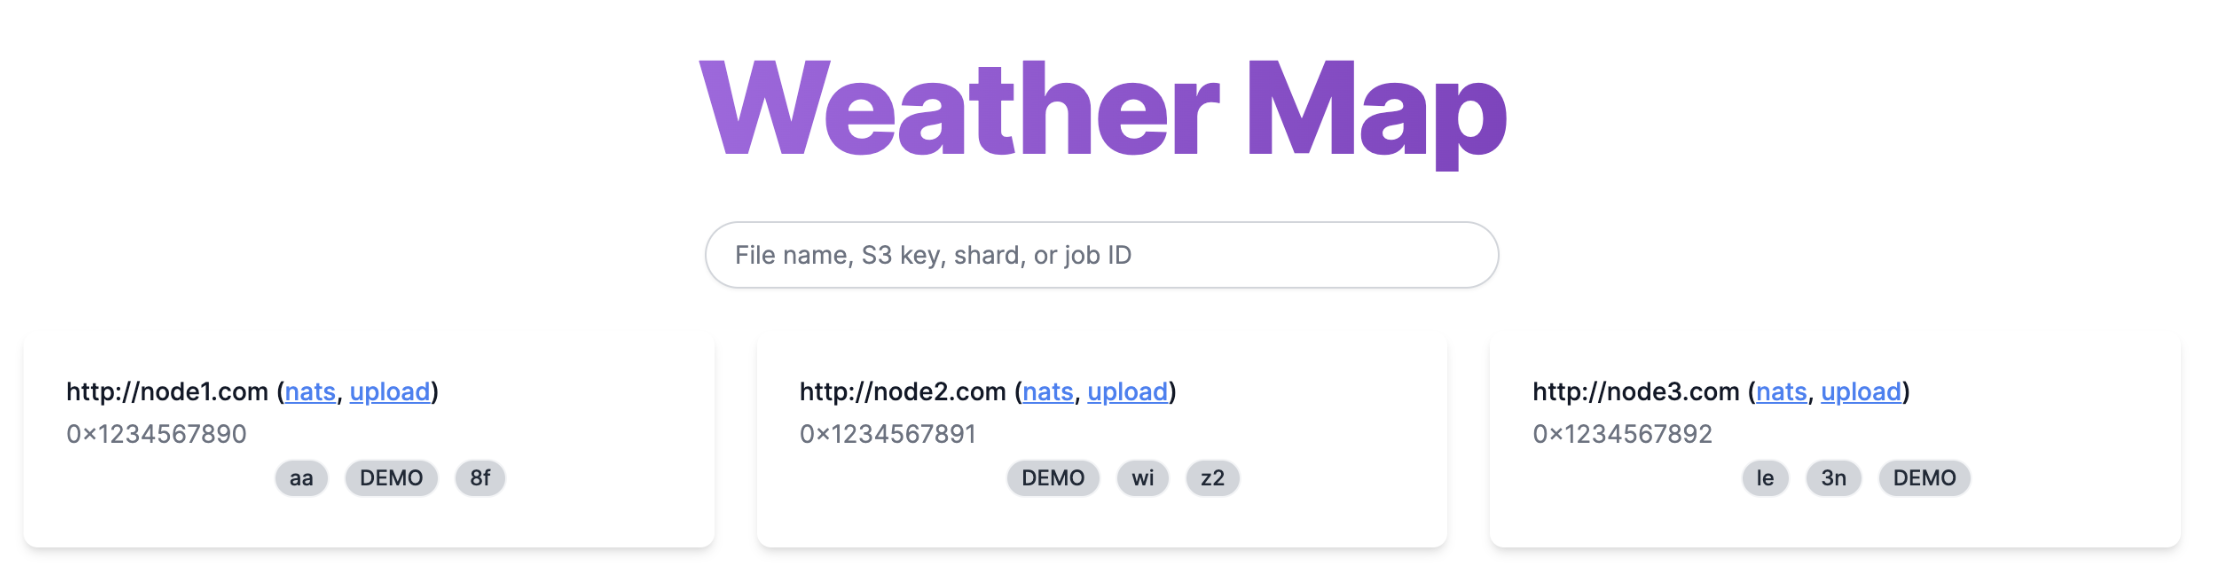 Weather Map
File name, S3 key, shard, or job ID
http://node1.com (nats, upload)
0x1234567890
aa DEMO 8f
http://node2.com (nats, upload)
0x1234567891
DEMO wi z2
http://node3.com (nats, upload)
0x1234567892
le 3n DEMO